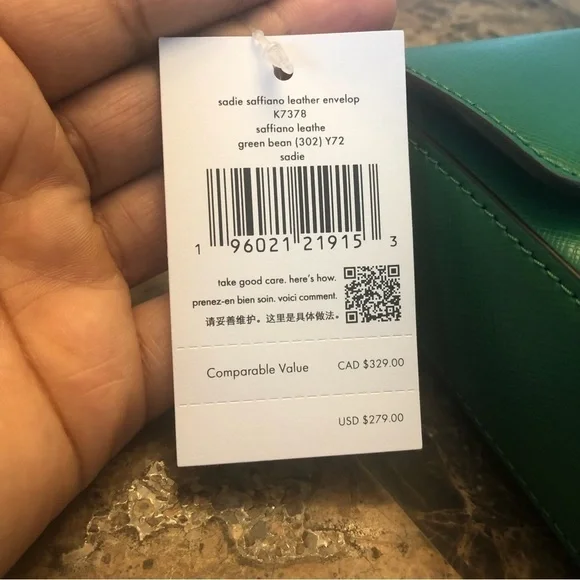 sadie saffiano leather envelop
K7378
saffiano leathe
green bean (302) Y72
sadie
1 96021 21915 3
take good care. here's how.
prenez-en bien soin. voici comment.
请妥善维护。这里是具体做法。
Comparable Value CAD $329.00
USD $279.00